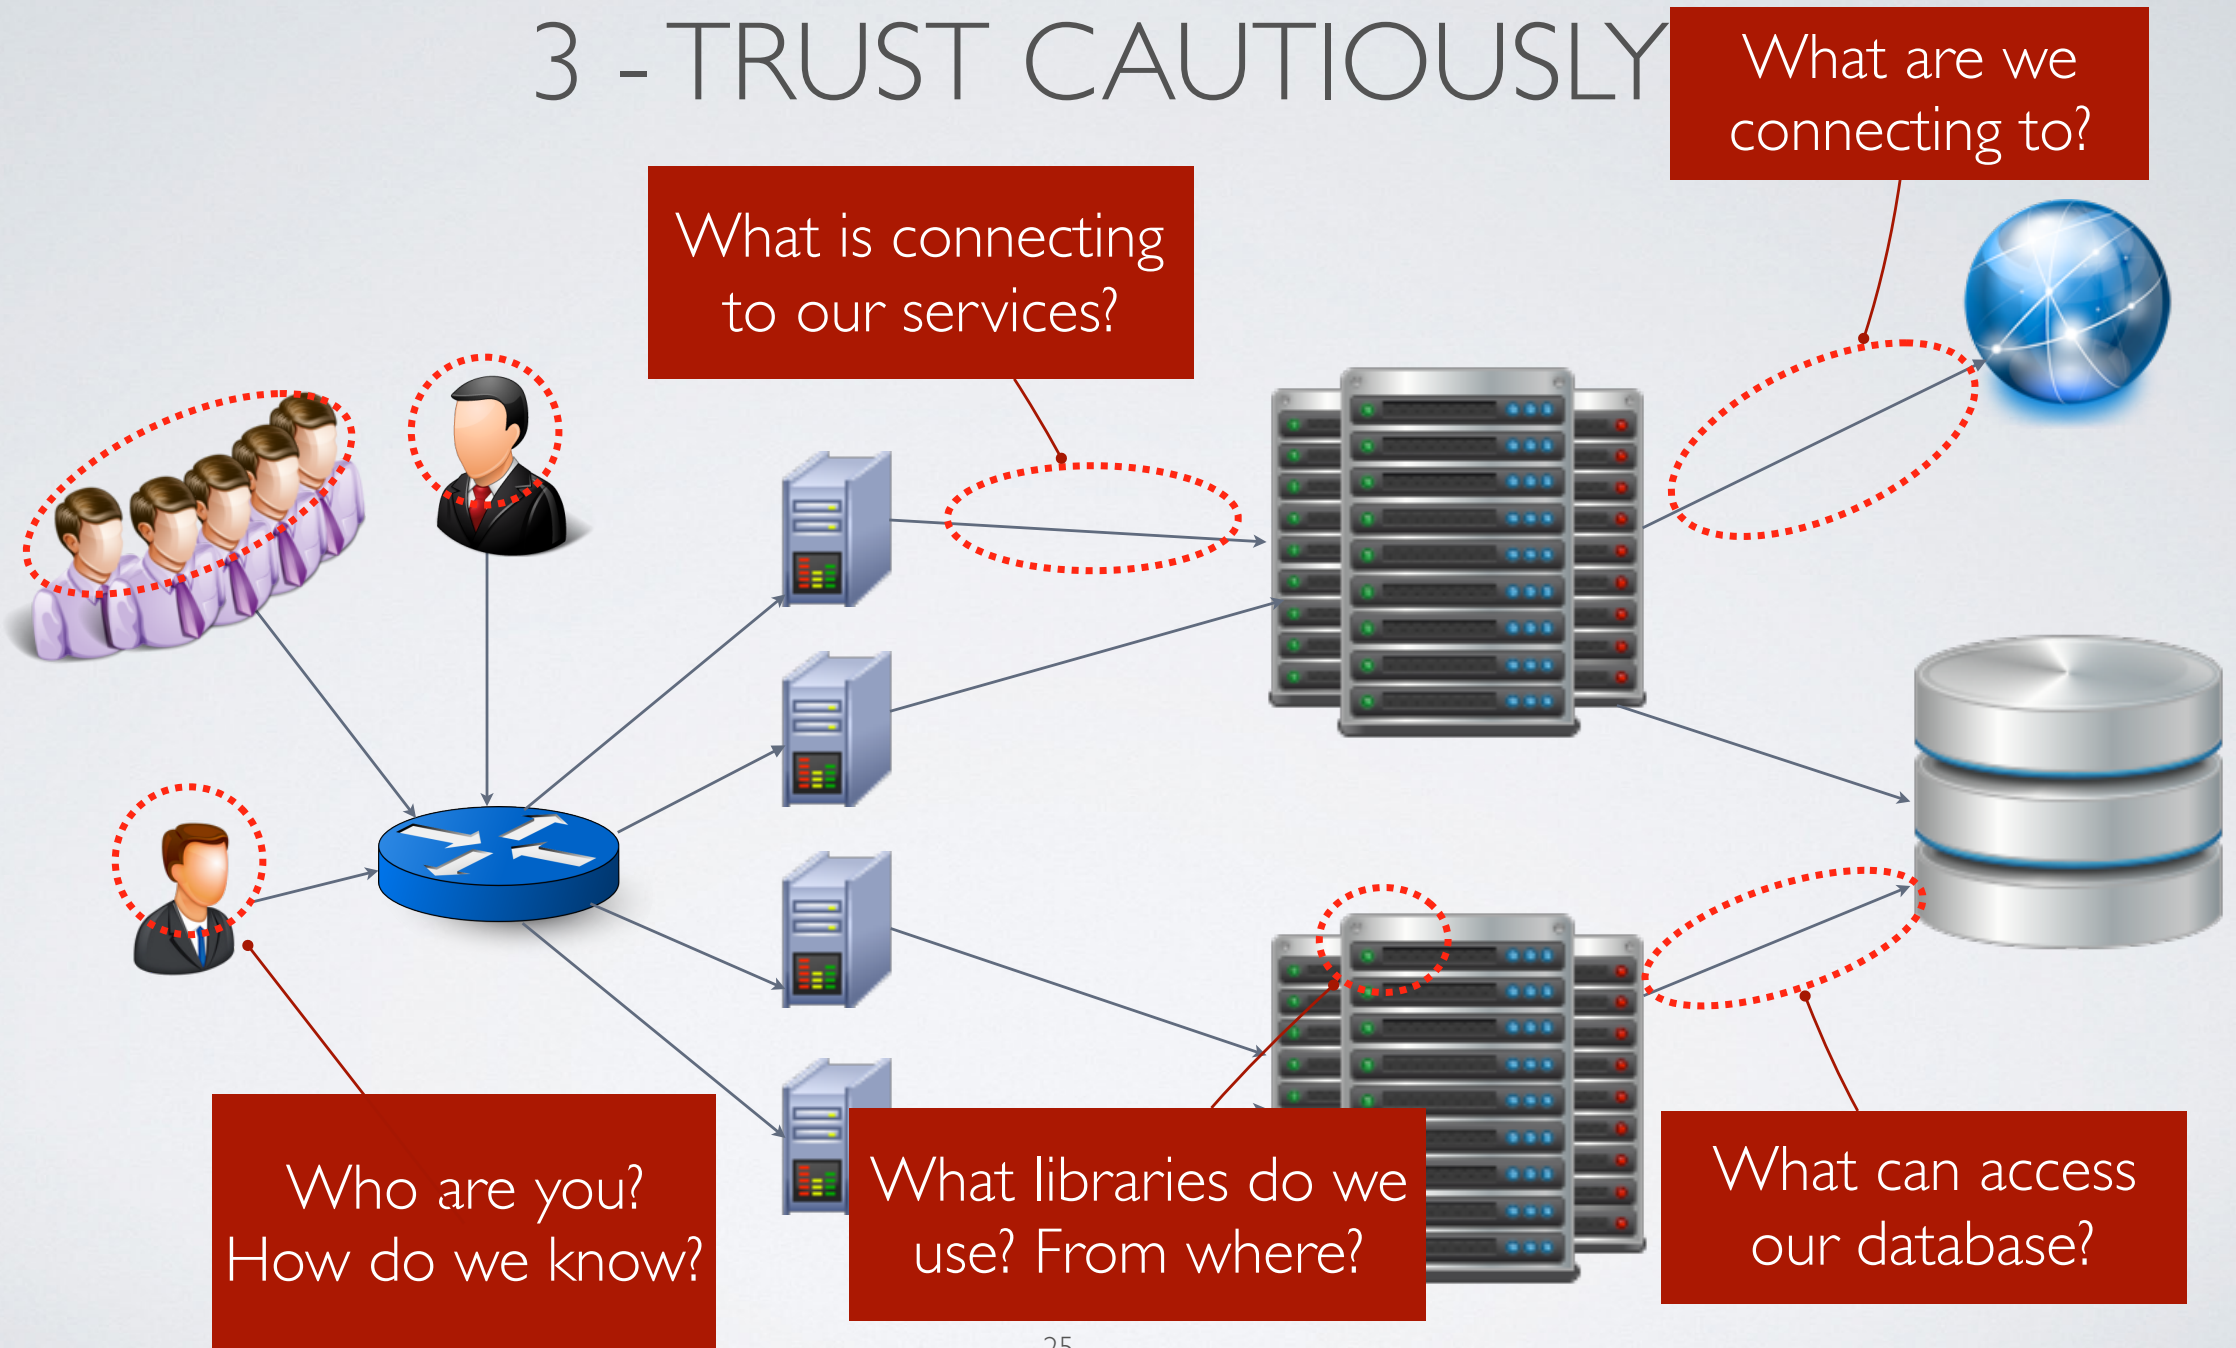 3 - TRUST CAUTIOUSLY
What are we
connecting to?
What is connecting
to our services?
Who are you?
How do we know?
What libraries do we
use? From where?
What can access
our database?
25